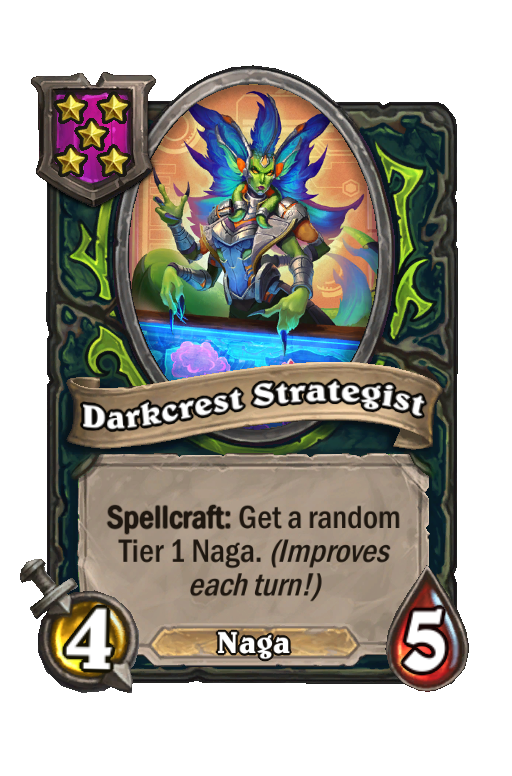 Darkcrest Strategist
Spellcraft: Get a random
Tier 1 Naga. (Improves
each turn!)
Naga
4
5